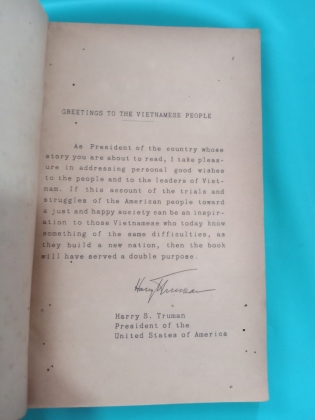 GREETINGS TO THE VIETNAMESE PEOPLE
As President of the country whose
story you are about to read, I take pleas-
ure in addressing personal good wishes
to the people and to the leaders of Viet-
nam. If this account of the trials and
struggles of the American people toward
a just and happy society can be an inspir-
ation to those Vietnamese who today know
something of the same difficulties, as
they build a new nation, then the book
will have served a double purpose.
Harry S Truman
Harry S. Truman
President of the
United States of America